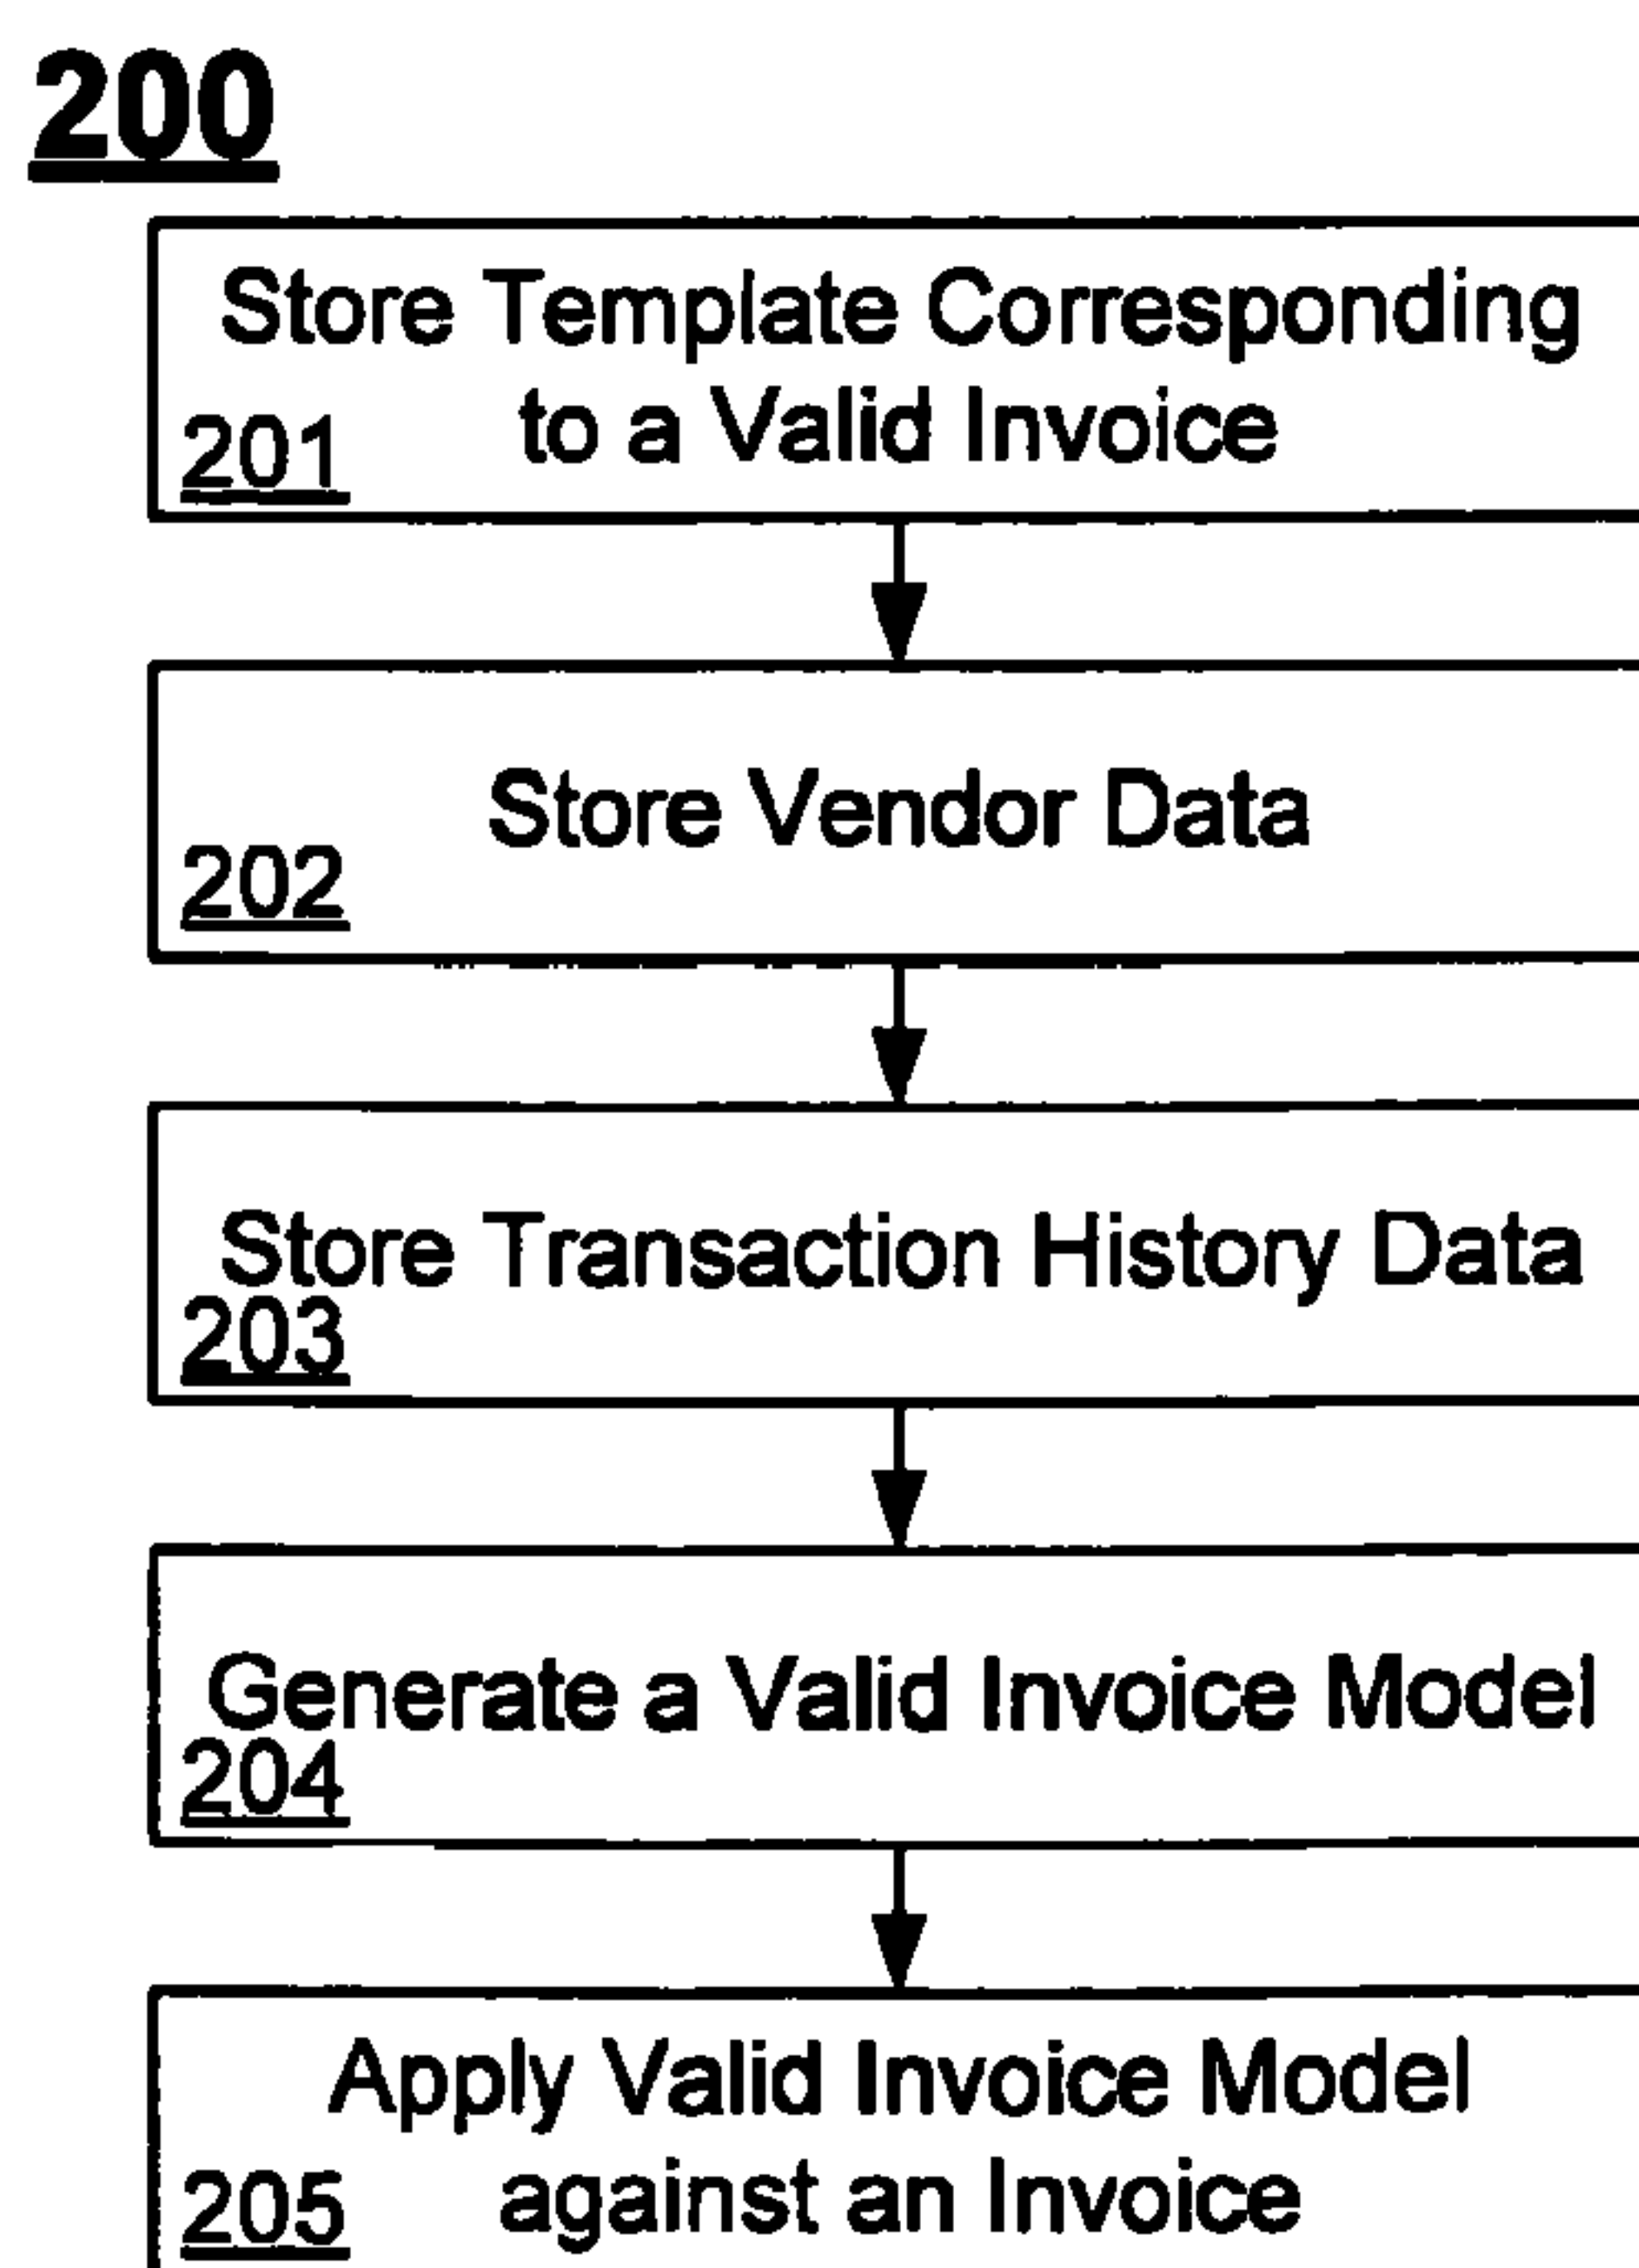 200
Store Template Corresponding
to a Valid Invoice
201
Store Vendor Data
202
Store Transaction History Data
203
Generate a Valid Invoice Model
204
Apply Valid Invoice Model
against an Invoice
205